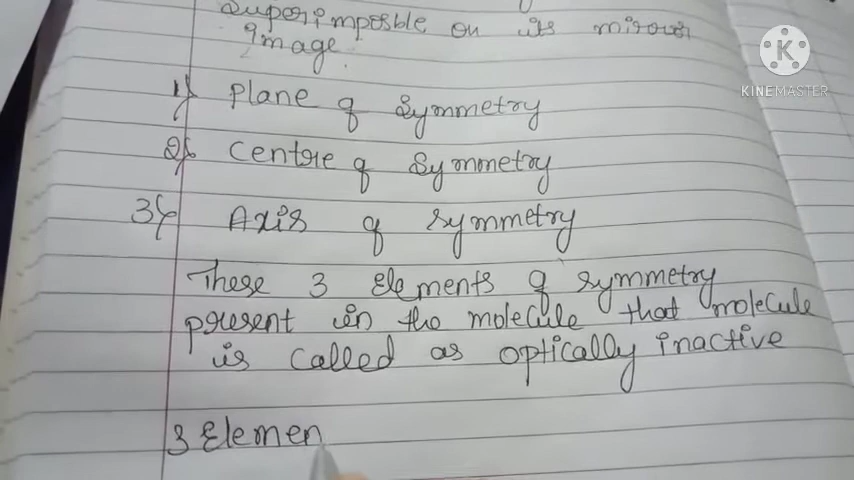 Superimposble on its mirror
image.
1) Plane of Symmetry
2) Centre of Symmetry
3) Axis of symmetry
These 3 Elements of symmetry
present in the molecule that molecule
is called as optically inactive
3 Elemen
K
KINEMASTER